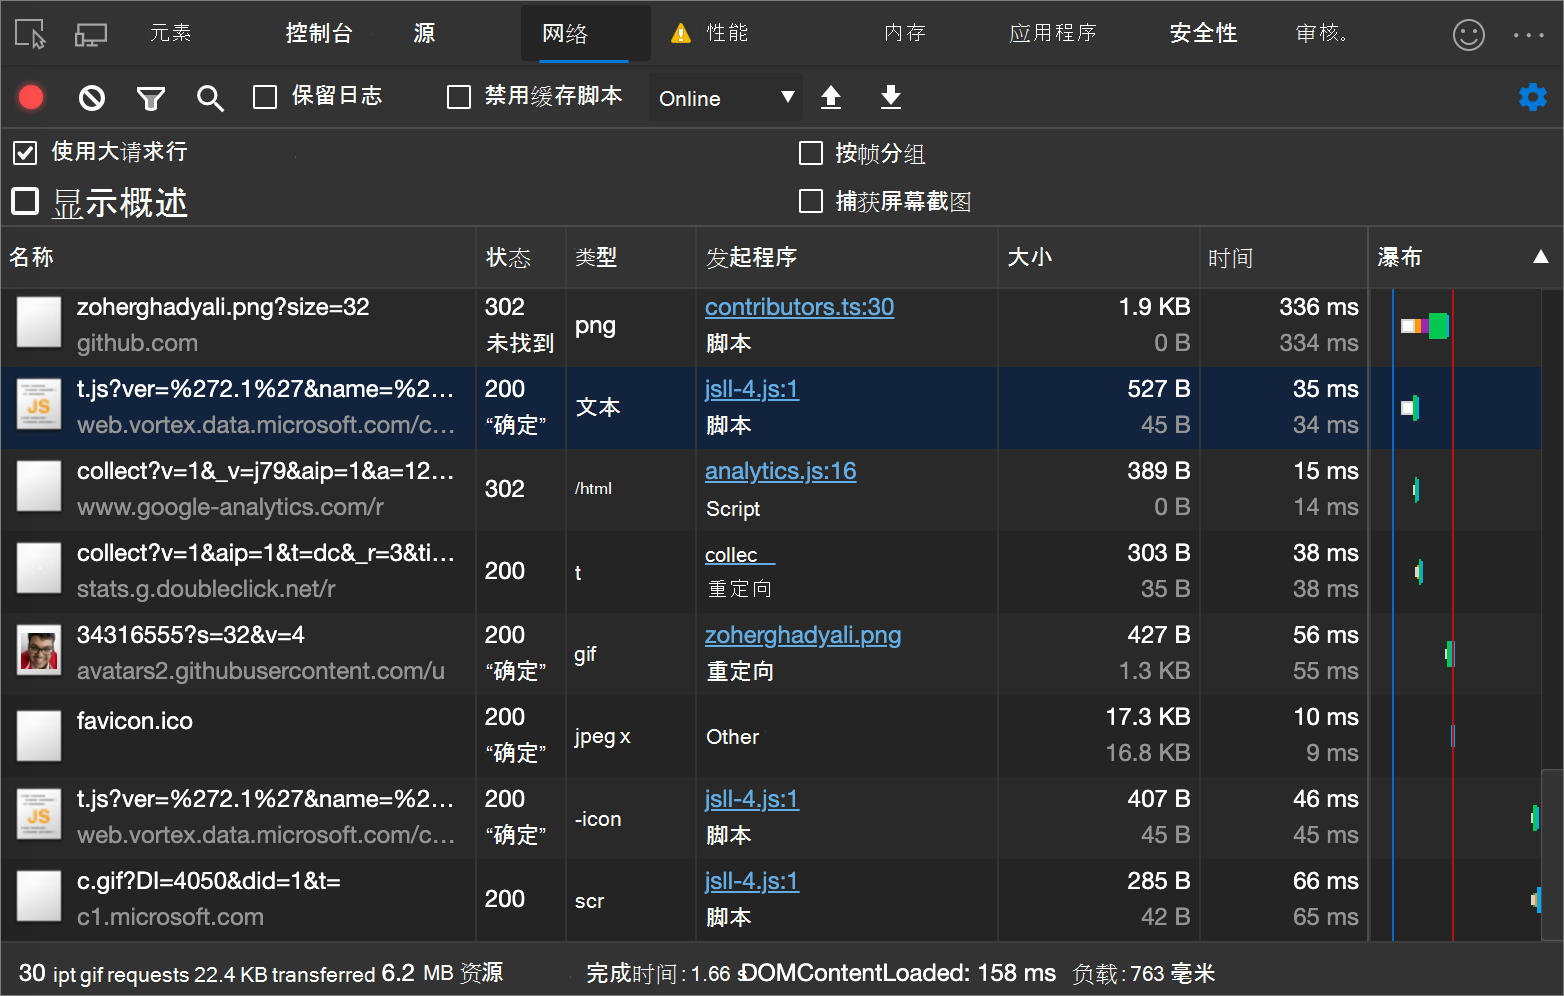 元素 控制台 源 网络 性能 内存 应用程序 安全性 审核。
保留日志 禁用缓存脚本 Online
使用大请求行 按帧分组
显示概述 捕获屏幕截图
名称 状态 类型 发起程序 大小 时间 瀑布
zoherghadyali.png?size=32 302 png contributors.ts:30 1.9 KB 336 ms
github.com 未找到 脚本 0 B 334 ms
t.js?ver=%272.1%27&name=%2... 200 文本 jsll-4.js:1 527 B 35 ms
web.vortex.data.microsoft.com/c... “确定” 脚本 45 B 34 ms
collect?v=1&_v=j79&aip=1&a=12... 302 /html analytics.js:16 389 B 15 ms
www.google-analytics.com/r Script 0 B 14 ms
collect?v=1&aip=1&t=dc&_r=3&ti... 200 t collec 303 B 38 ms
stats.g.doubleclick.net/r 重定向 35 B 38 ms
34316555?s=32&v=4 200 gif zoherghadyali.png 427 B 56 ms
avatars2.githubusercontent.com/u “确定” 重定向 1.3 KB 55 ms
favicon.ico 200 jpeg x Other 17.3 KB 10 ms
“确定” 16.8 KB 9 ms
t.js?ver=%272.1%27&name=%2... 200 -icon jsll-4.js:1 407 B 46 ms
web.vortex.data.microsoft.com/c... “确定” 脚本 45 B 45 ms
c.gif?DI=4050&did=1&t= 200 scr jsll-4.js:1 285 B 66 ms
c1.microsoft.com 脚本 42 B 65 ms
30 ipt gif requests 22.4 KB transferred 6.2 MB 资源 完成时间: 1.66 s DOMContentLoaded: 158 ms 负载: 763 毫米